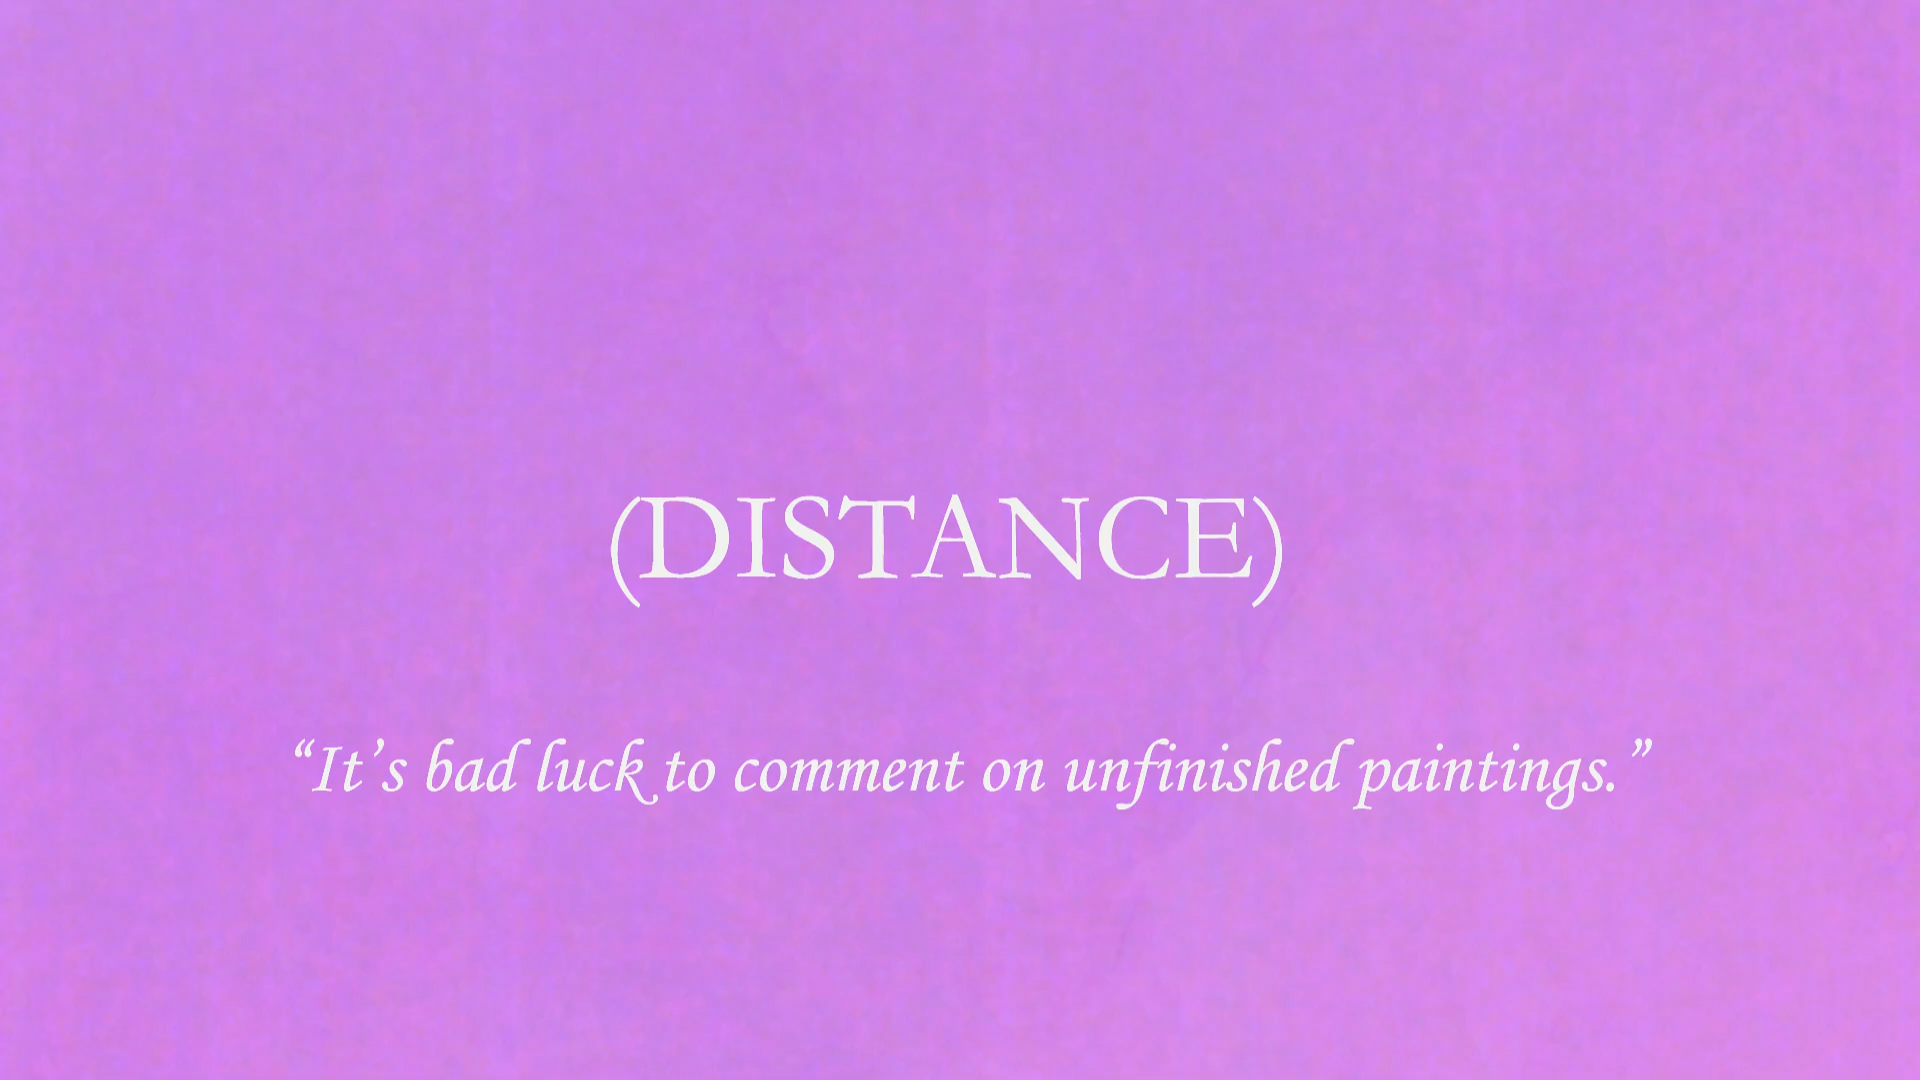 (DISTANCE)
“It’s bad luck to comment on unfinished paintings.”